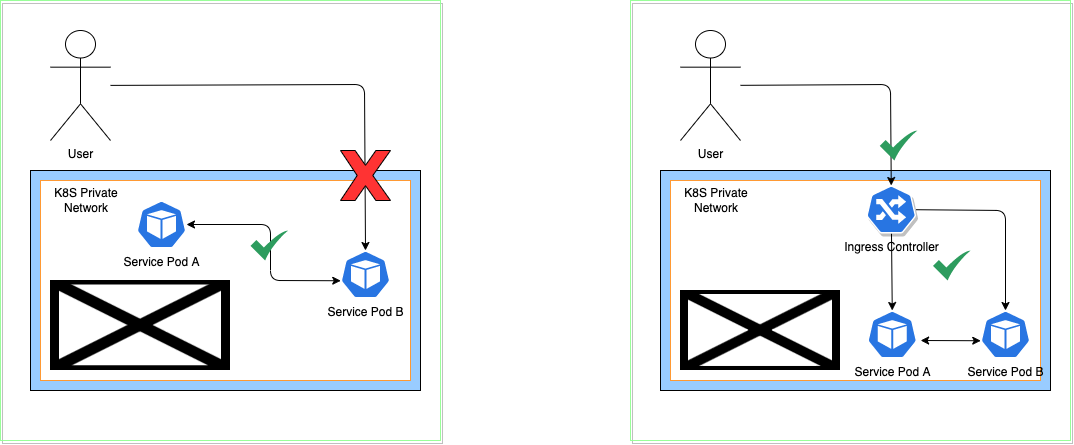 User
K8S Private
Network
Service Pod A
Service Pod B
User
K8S Private
Network
Ingress Controller
Service Pod A
Service Pod B